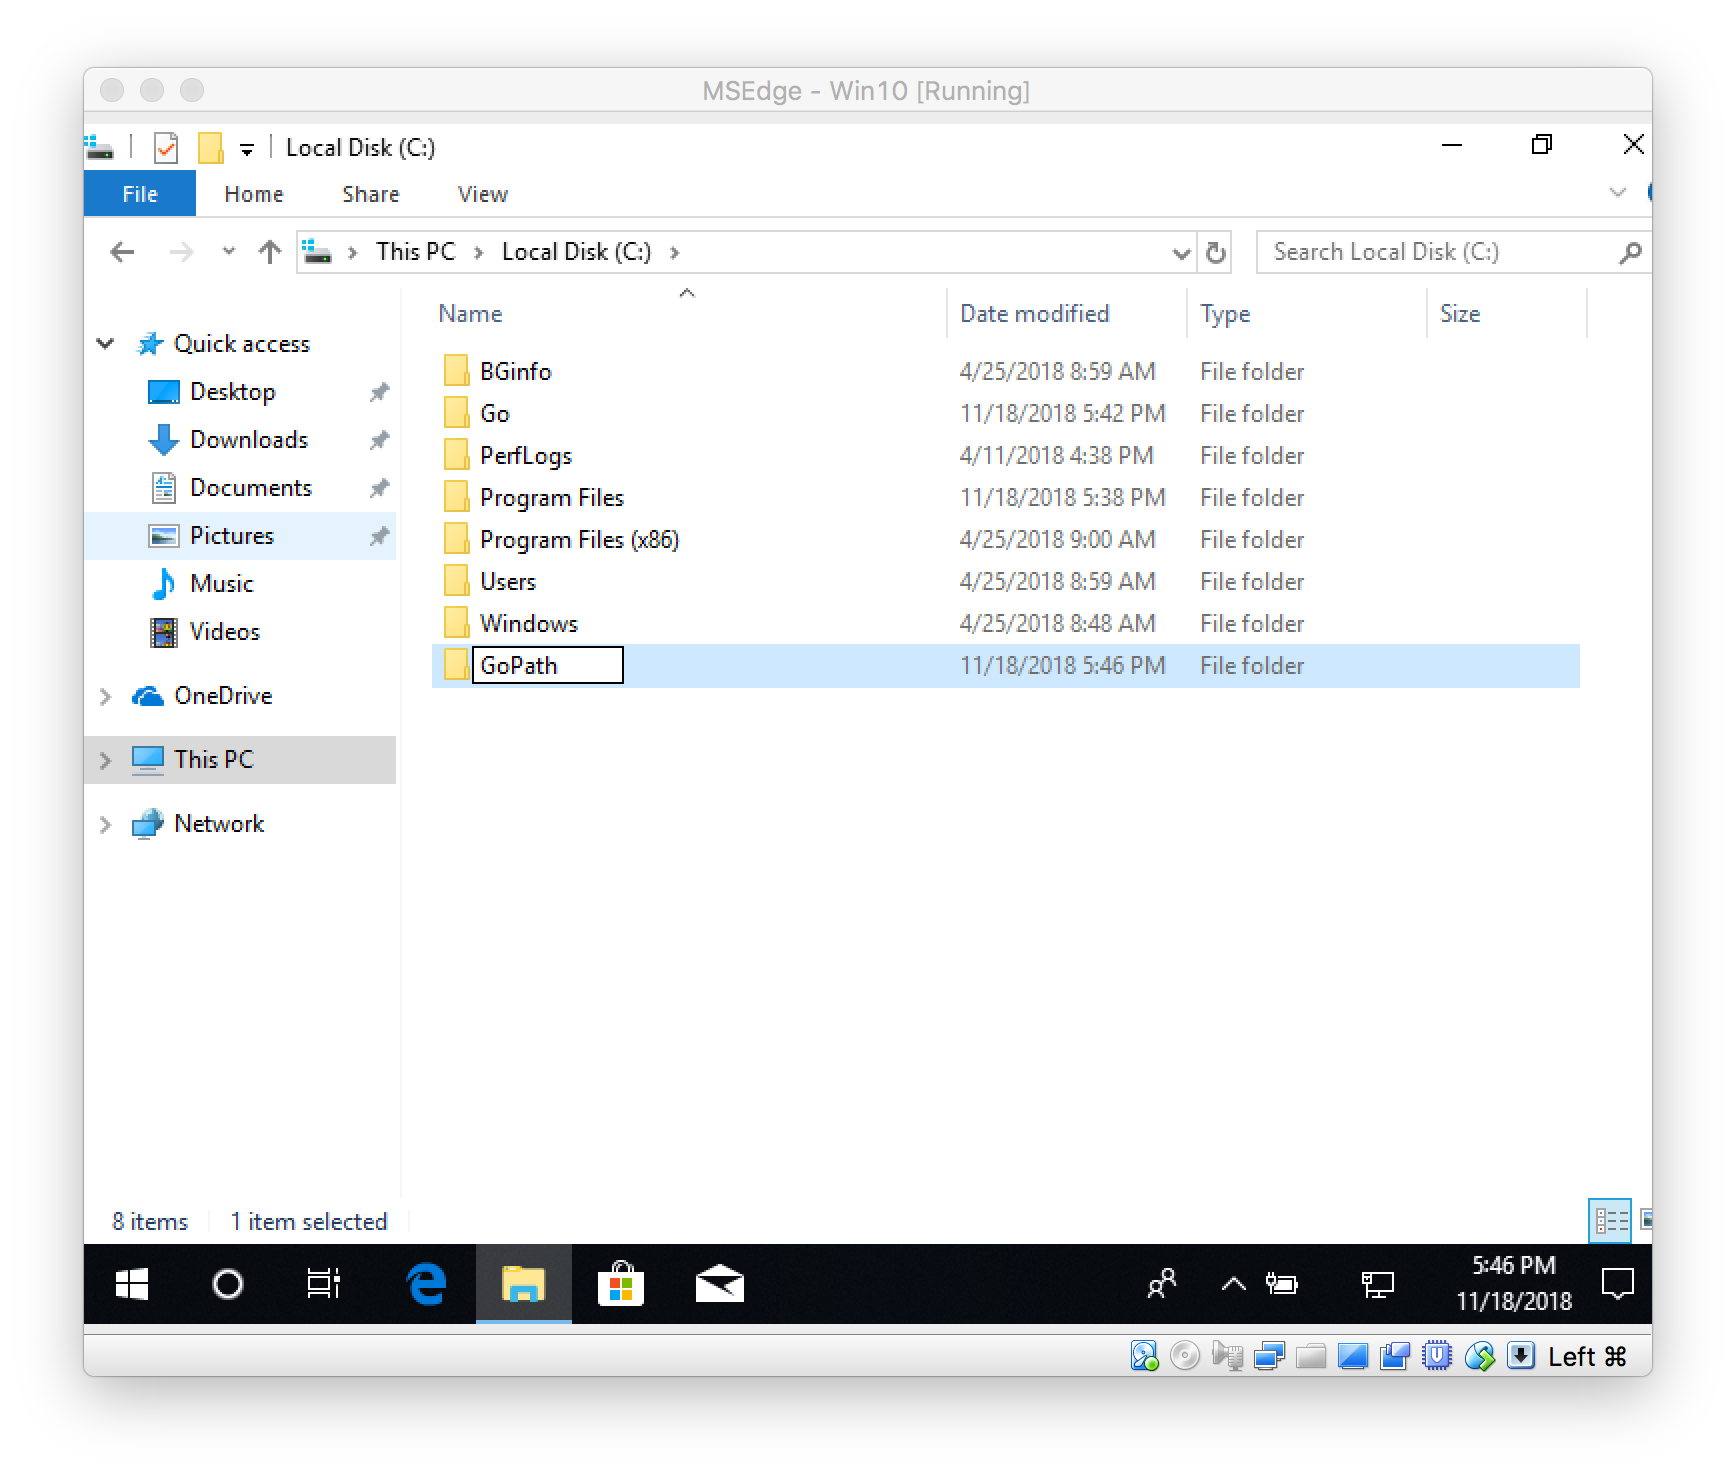 MSEdge - Win10 [Running]
Local Disk (C:)
File Home Share View
This PC Local Disk (C:) Search Local Disk (C:)
Name Date modified Type Size
Quick access
Desktop
Downloads
Documents
Pictures
Music
Videos
OneDrive
This PC
Network
BGinfo 4/25/2018 8:59 AM File folder
Go 11/18/2018 5:42 PM File folder
PerfLogs 4/11/2018 4:38 PM File folder
Program Files 11/18/2018 5:38 PM File folder
Program Files (x86) 4/25/2018 9:00 AM File folder
Users 4/25/2018 8:59 AM File folder
Windows 4/25/2018 8:48 AM File folder
GoPath 11/18/2018 5:46 PM File folder
8 items 1 item selected
5:46 PM
11/18/2018
Left ⌘